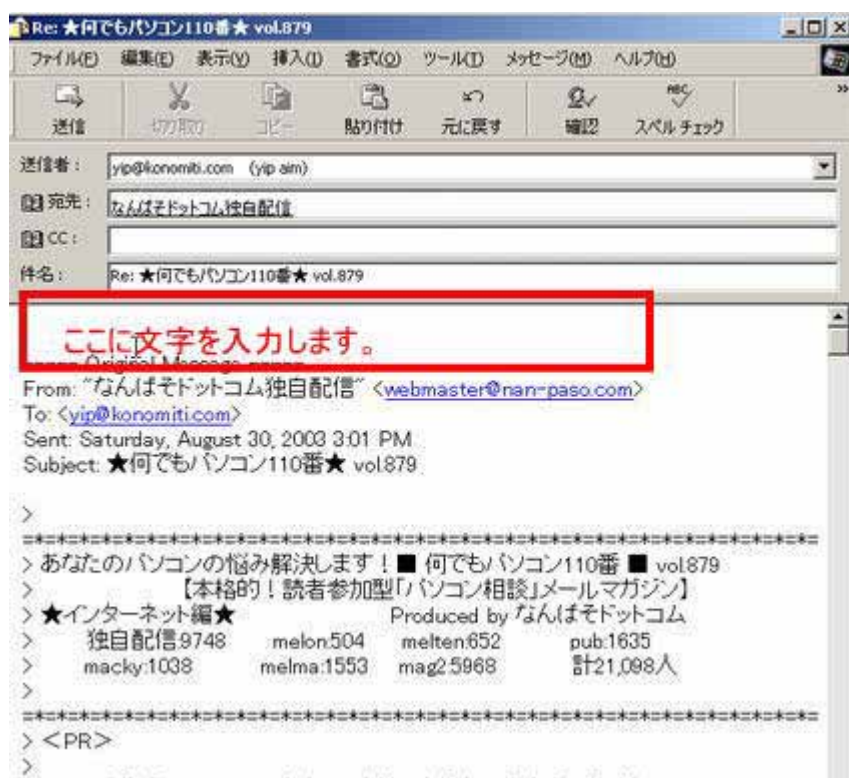 Re: ★何でもパソコン110番★ vol.879
ファイル(F) 編集(E) 表示(V) 挿入(I) 書式(O) ツール(T) メッセージ(M) ヘルプ(H)
送信 切り取り コピー 貼り付け 元に戻す 確認 スペル チェック
送信者: yip@konomiti.com (yip aim)
宛先: なんぱそドットコム独自配信
CC:
件名: Re: ★何でもパソコン110番★ vol.879
ここに文字を入力します。
----- Original Message -----
From: "なんぱそドットコム独自配信" <webmaster@nan-paso.com>
To: <yip@konomiti.com>
Sent: Saturday, August 30, 2003 3:01 PM
Subject: ★何でもパソコン110番★ vol.879
>
=*=*=*=*=*=*=*=*=*=*=*=*=*=*=*=*=*=*=*=*=*=*=*=*=*=*=*=
> あなたのパソコンの悩み解決します!■ 何でもパソコン110番 ■ vol.879
> 【本格的!読者参加型「パソコン相談」メールマガジン】
> ★インターネット編★ Produced by なんぱそドットコム
> 独自配信:9748 melon:504 melten:652 pub:1635
> macky:1038 melma:1553 mag2:5968 計21,098人
>
=*=*=*=*=*=*=*=*=*=*=*=*=*=*=*=*=*=*=*=*=*=*=*=*=*=*=*=
> <PR>
>